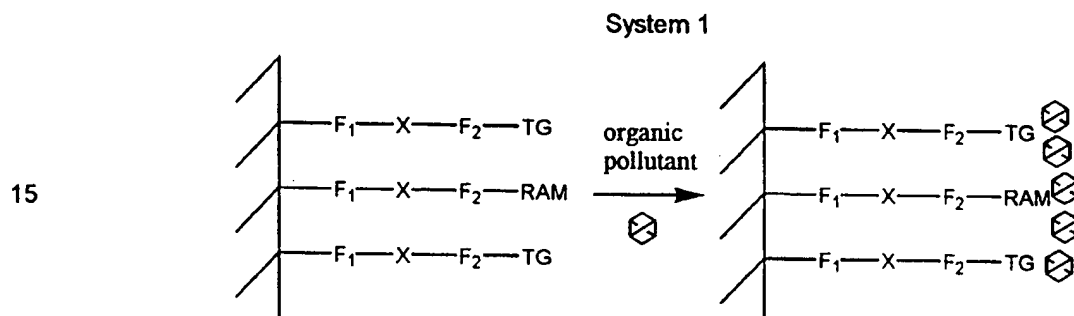 System 1
F₁—X—F₂—TG
F₁—X—F₂—RAM
F₁—X—F₂—TG
15
organic
pollutant
F₁—X—F₂—TG
F₁—X—F₂—RAM
F₁—X—F₂—TG